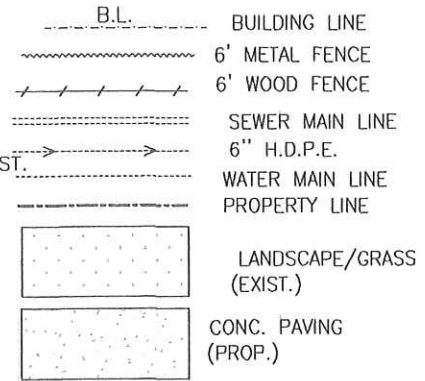 B.L. BUILDING LINE
6' METAL FENCE
6' WOOD FENCE
SEWER MAIN LINE
6" H.D.P.E.
ST.
WATER MAIN LINE
PROPERTY LINE
LANDSCAPE/GRASS
(EXIST.)
CONC. PAVING
(PROP.)